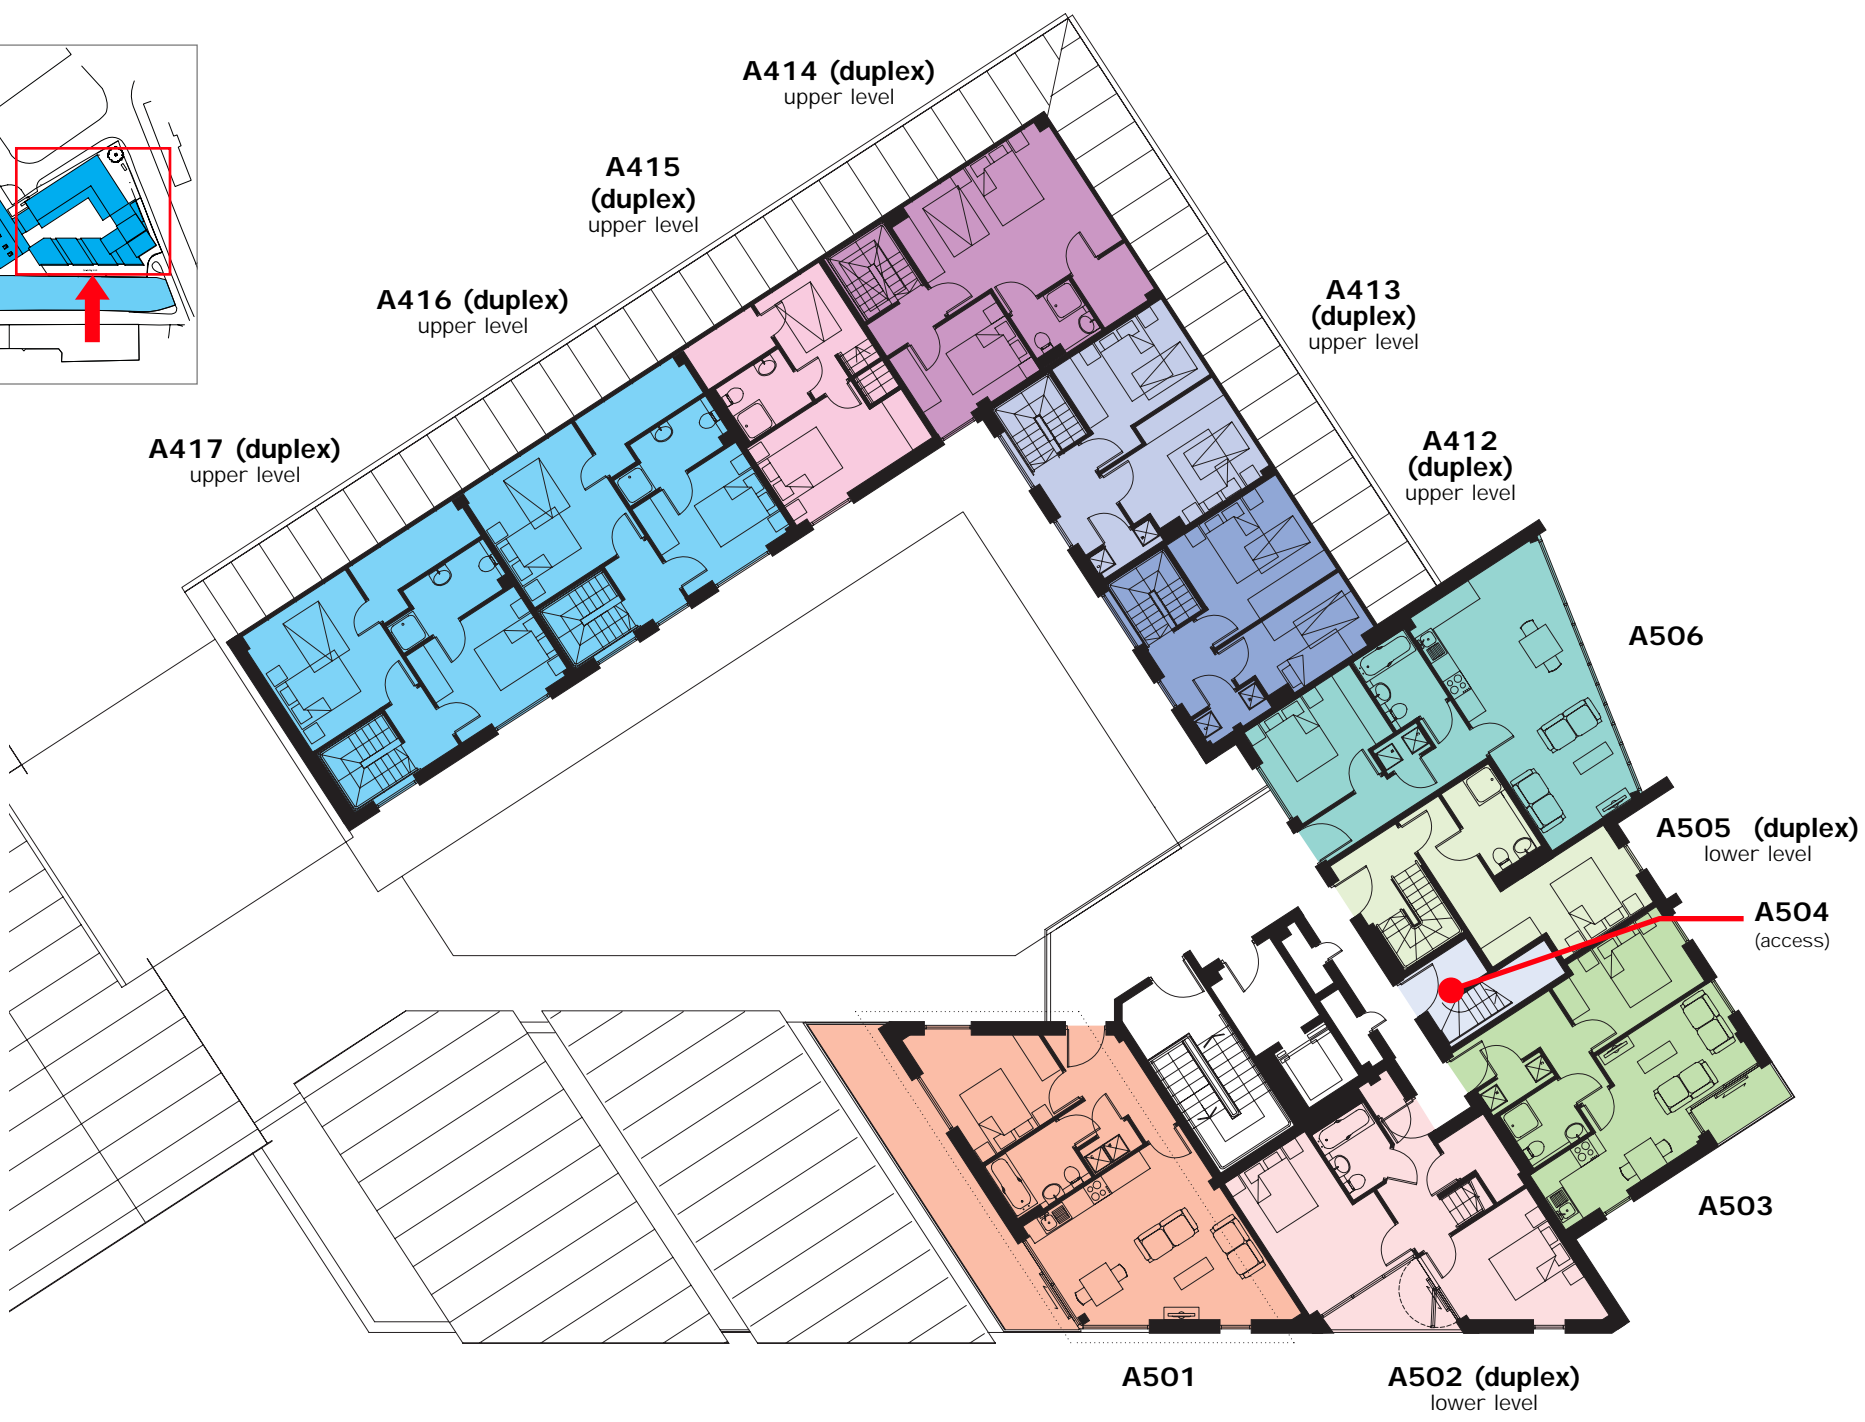 A414 (duplex)
upper level
A415
(duplex)
upper level
A416 (duplex)
upper level
A413
(duplex)
upper level
A417 (duplex)
upper level
A412
(duplex)
upper level
A506
A505 (duplex)
lower level
A504
(access)
A503
A501
A502 (duplex)
lower level